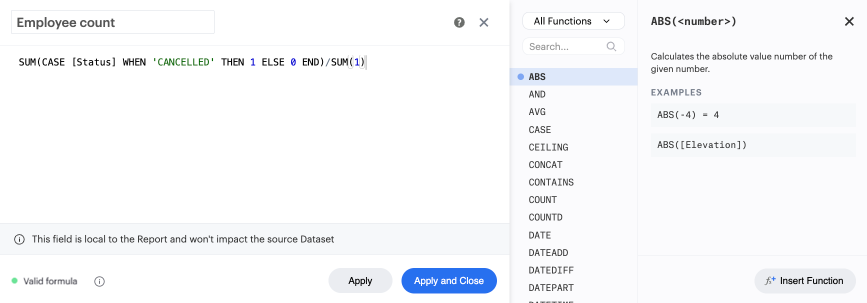 Employee count
SUM(CASE [Status] WHEN 'CANCELLED' THEN 1 ELSE 0 END)/SUM(1)
This field is local to the Report and won't impact the source Dataset
Valid formula
Apply
Apply and Close
All Functions
Search...
ABS
AND
AVG
CASE
CEILING
CONCAT
CONTAINS
COUNT
COUNTD
DATE
DATEADD
DATEDIFF
DATEPART
ABS(<number>)
Calculates the absolute value number of the
given number.
EXAMPLES
ABS(-4) = 4
ABS([Elevation])
Insert Function